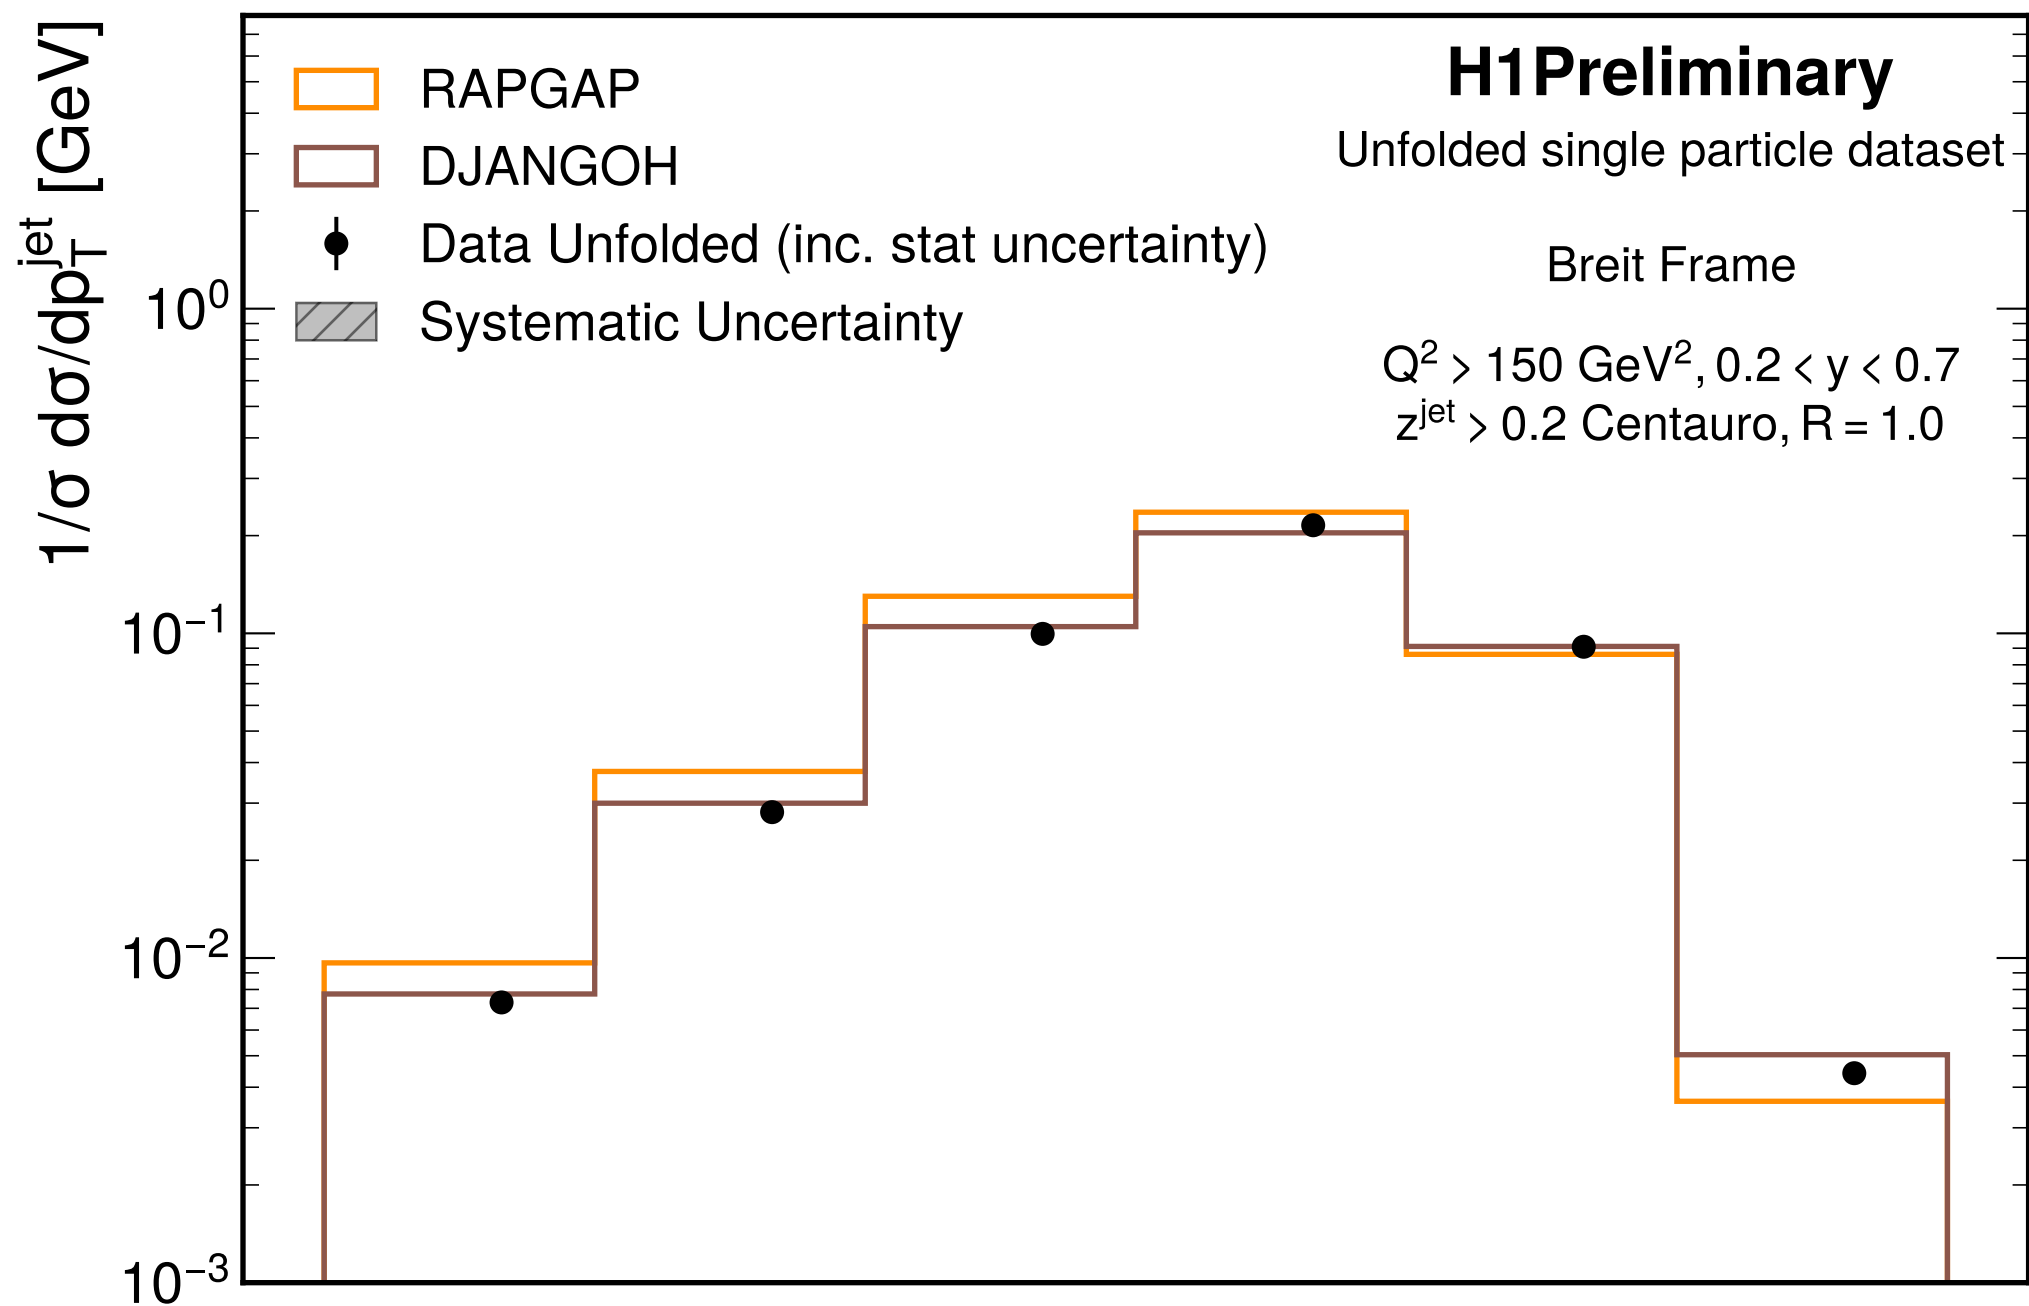 1/σ dσ/dp_T^jet [GeV]
RAPGAP
DJANGOH
Data Unfolded (inc. stat uncertainty)
Systematic Uncertainty
H1Preliminary
Unfolded single particle dataset
Breit Frame
Q² > 150 GeV², 0.2 < y < 0.7
z^jet > 0.2 Centauro, R = 1.0
10⁰
10⁻¹
10⁻²
10⁻³